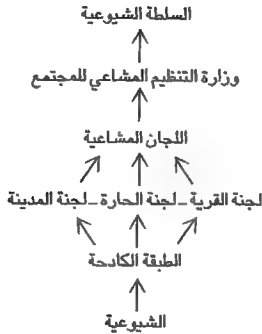 السلطة الشيوعية
وزارة التنظيم المشاعي للمجتمع
اللجان المشاعية
لجنة القرية - لجنة الحارة - لجنة المدينة
الطبقة الكادحة
الشيوعية